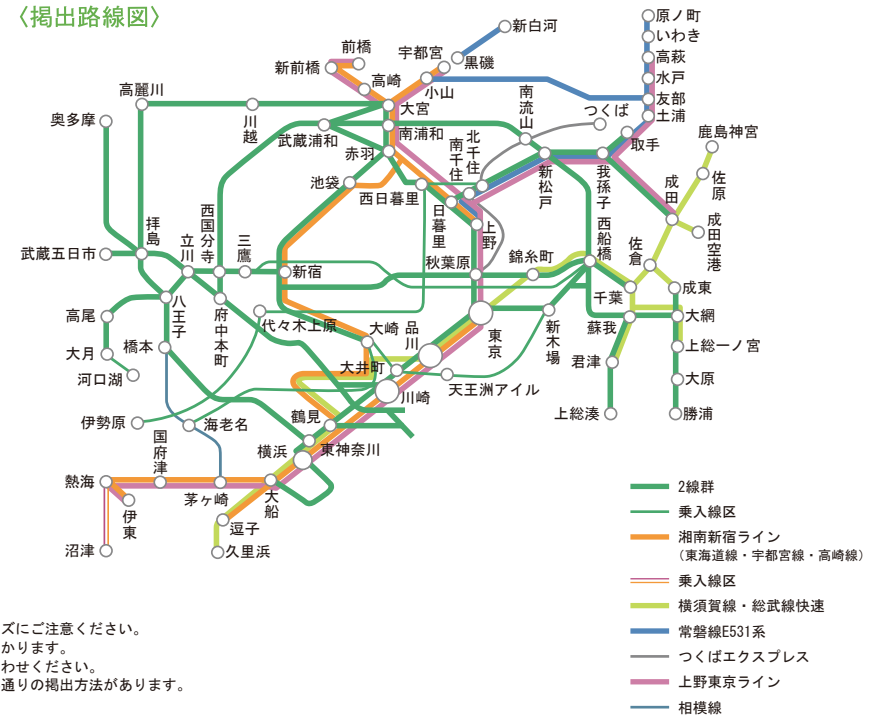 〈掲出路線図〉
原ノ町
いわき
高萩
水戸
友部
土浦
取手
新白河
黒磯
宇都宮
小山
前橋
新前橋
高崎
大宮
南浦和
赤羽
武蔵浦和
川越
高麗川
奥多摩
池袋
西日暮里
日暮里
南千住
北千住
南流山
つくば
新松戸
我孫子
鹿島神宮
佐原
成田
成田空港
佐倉
西船橋
千葉
成東
大網
蘇我
上総一ノ宮
大原
勝浦
君津
上総湊
上野
秋葉原
錦糸町
東京
新木場
武蔵五日市
拝島
立川
西国分寺
三鷹
新宿
八王子
府中本町
代々木上原
高尾
大月
河口湖
橋本
大崎
品川
大井町
川崎
天王洲アイル
伊勢原
海老名
鶴見
東神奈川
横浜
国府津
熱海
茅ヶ崎
大船
伊東
沼津
逗子
久里浜
2線群
乗入線区
湘南新宿ライン
(東海道線・宇都宮線・高崎線)
乗入線区
横須賀線・総武線快速
常磐線E531系
つくばエクスプレス
上野東京ライン
相模線
ズにご注意ください。
かります。
わせください。
通りの掲出方法があります。